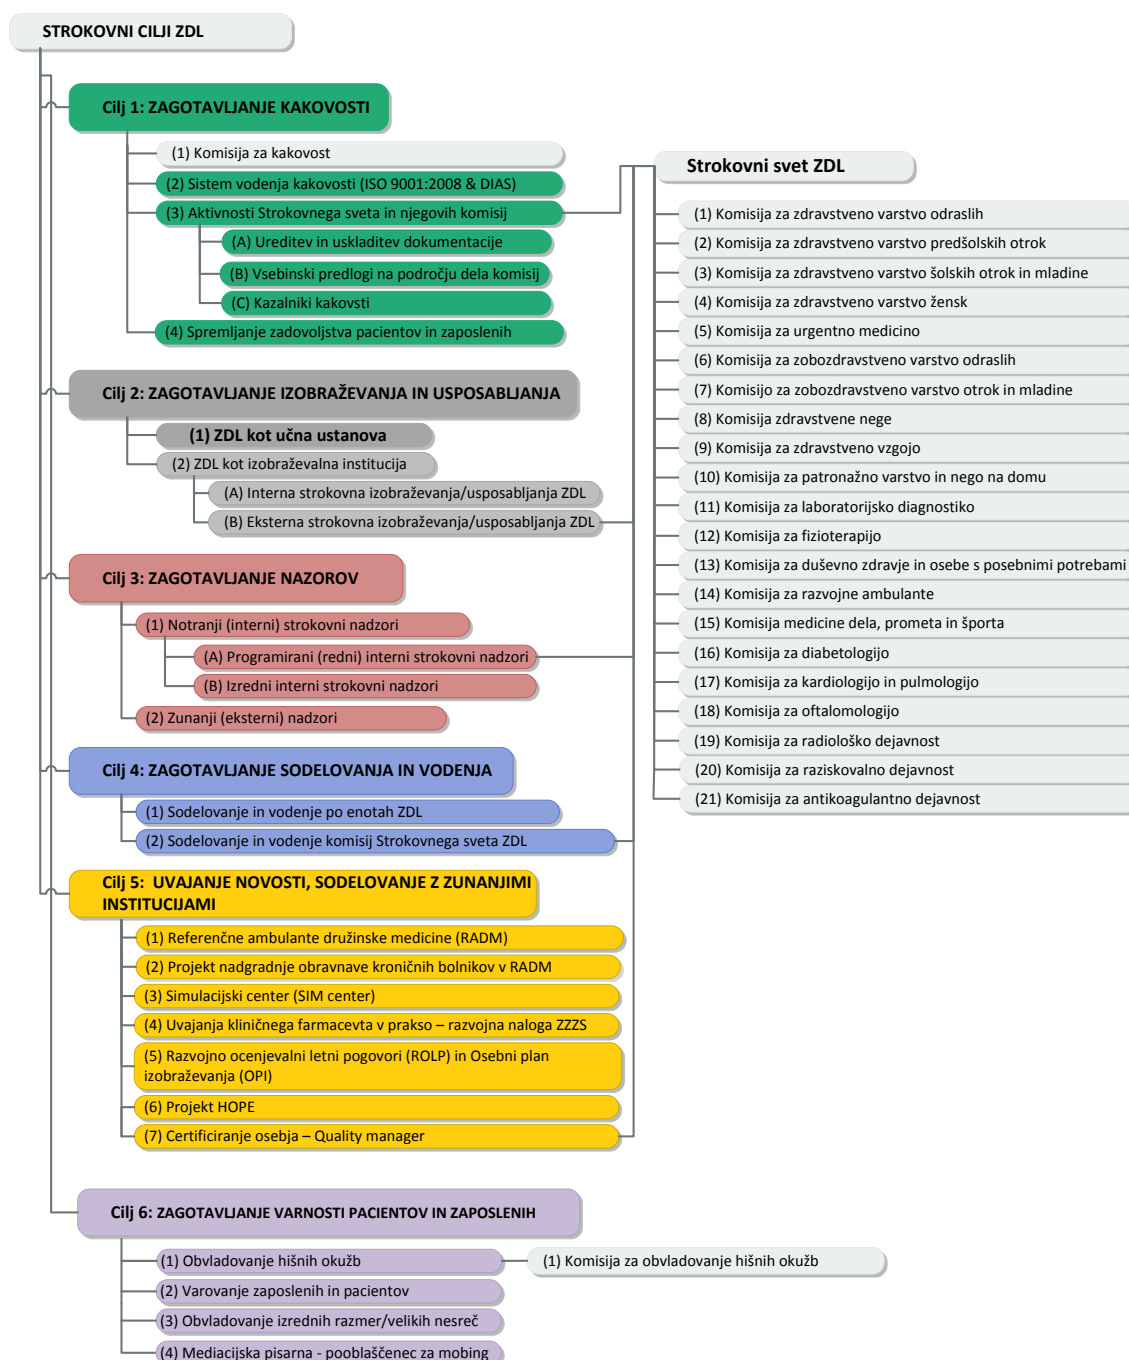 STROKOVNI CILJI ZDL
Cilj 1: ZAGOTAVLJANJE KAKOVOSTI
(1) Komisija za kakovost
(2) Sistem vodenja kakovosti (ISO 9001:2008 & DIAS)
(3) Aktivnosti Strokovnega sveta in njegovih komisij
(A) Ureditev in uskladitev dokumentacije
(B) Vsebinski predlogi na področju dela komisij
(C) Kazalniki kakovsti
(4) Spremljanje zadovoljstva pacientov in zaposlenih
Cilj 2: ZAGOTAVLJANJE IZOBRAŽEVANJA IN USPOSABLJANJA
(1) ZDL kot učna ustanova
(2) ZDL kot izobraževalna institucija
(A) Interna strokovna izobraževanja/usposabljanja ZDL
(B) Eksterna strokovna izobraževanja/usposabljanja ZDL
Cilj 3: ZAGOTAVLJANJE NAZOROV
(1) Notranji (interni) strokovni nadzori
(A) Programirani (redni) interni strokovni nadzori
(B) Izredni interni strokovni nadzori
(2) Zunanji (eksterni) nadzori
Cilj 4: ZAGOTAVLJANJE SODELOVANJA IN VODENJA
(1) Sodelovanje in vodenje po enotah ZDL
(2) Sodelovanje in vodenje komisij Strokovnega sveta ZDL
Cilj 5: UVAJANJE NOVOSTI, SODELOVANJE Z ZUNANJIMI
INSTITUCIJAMI
(1) Referenčne ambulante družinske medicine (RADM)
(2) Projekt nadgradnje obravnave kroničnih bolnikov v RADM
(3) Simulacijski center (SIM center)
(4) Uvajanja kliničnega farmacevta v prakso – razvojna naloga ZZZS
(5) Razvojno ocenjevalni letni pogovori (ROLP) in Osebni plan
izobraževanja (OPI)
(6) Projekt HOPE
(7) Certificiranje osebja – Quality manager
Cilj 6: ZAGOTAVLJANJE VARNOSTI PACIENTOV IN ZAPOSLENIH
(1) Obvladovanje hišnih okužb
(1) Komisija za obvladovanje hišnih okužb
(2) Varovanje zaposlenih in pacientov
(3) Obvladovanje izrednih razmer/velikih nesreč
(4) Mediacijska pisarna - pooblaščenec za mobing
Strokovni svet ZDL
(1) Komisija za zdravstveno varstvo odraslih
(2) Komisija za zdravstveno varstvo predšolskih otrok
(3) Komisija za zdravstveno varstvo šolskih otrok in mladine
(4) Komisija za zdravstveno varstvo žensk
(5) Komisija za urgentno medicino
(6) Komisija za zobozdravstveno varstvo odraslih
(7) Komisijo za zobozdravstveno varstvo otrok in mladine
(8) Komisija zdravstvene nege
(9) Komisija za zdravstveno vzgojo
(10) Komisija za patronažno varstvo in nego na domu
(11) Komisija za laboratorijsko diagnostiko
(12) Komisija za fizioterapijo
(13) Komisija za duševno zdravje in osebe s posebnimi potrebami
(14) Komisija za razvojne ambulante
(15) Komisija medicine dela, prometa in športa
(16) Komisija za diabetologijo
(17) Komisija za kardiologijo in pulmologijo
(18) Komisija za oftalomologijo
(19) Komisija za radiološko dejavnost
(20) Komisija za raziskovalno dejavnost
(21) Komisija za antikoagulantno dejavnost